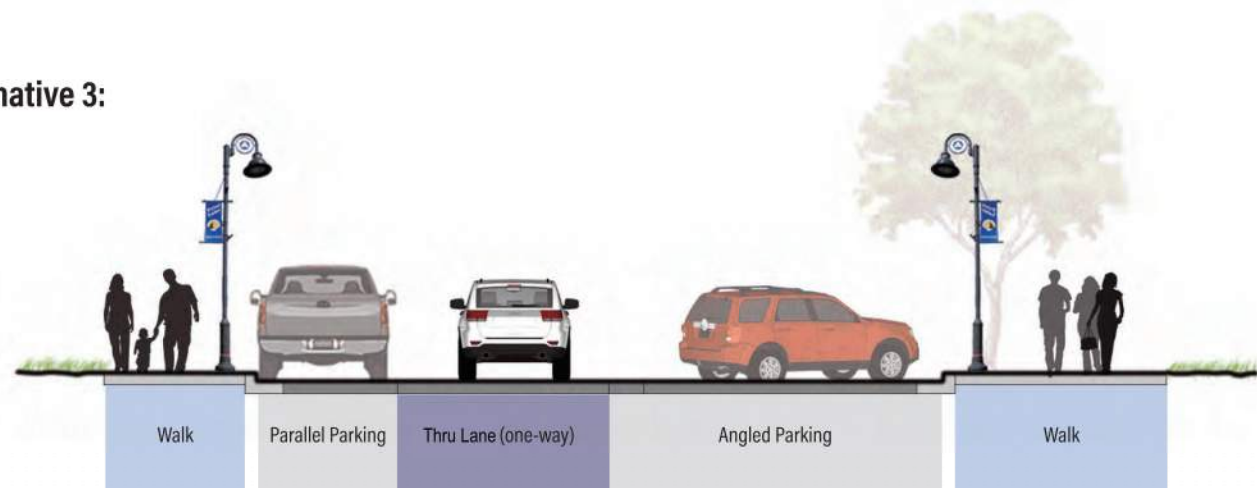 native 3:
Walk
Parallel Parking
Thru Lane (one-way)
Angled Parking
Walk